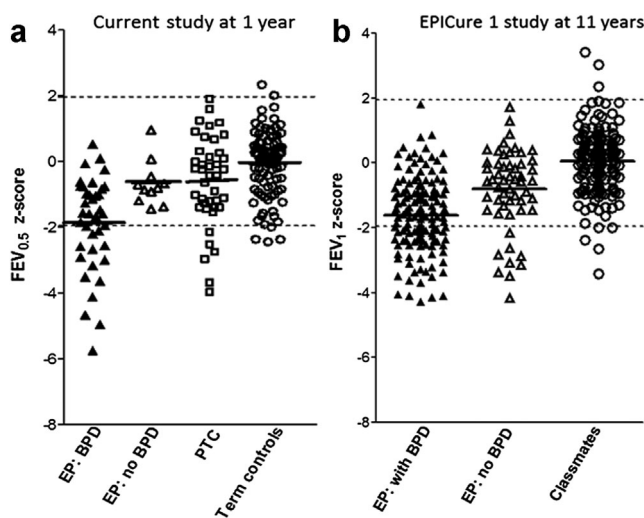 a
Current study at 1 year
4
2
0
-2
-4
-6
-8
FEV0.5 z-score
EP: BPD
EP: no BPD
PTC
Term controls
b
EPICure 1 study at 11 years
4
2
0
-2
-4
-6
-8
FEV1 z-score
EP: with BPD
EP: no BPD
Classmates